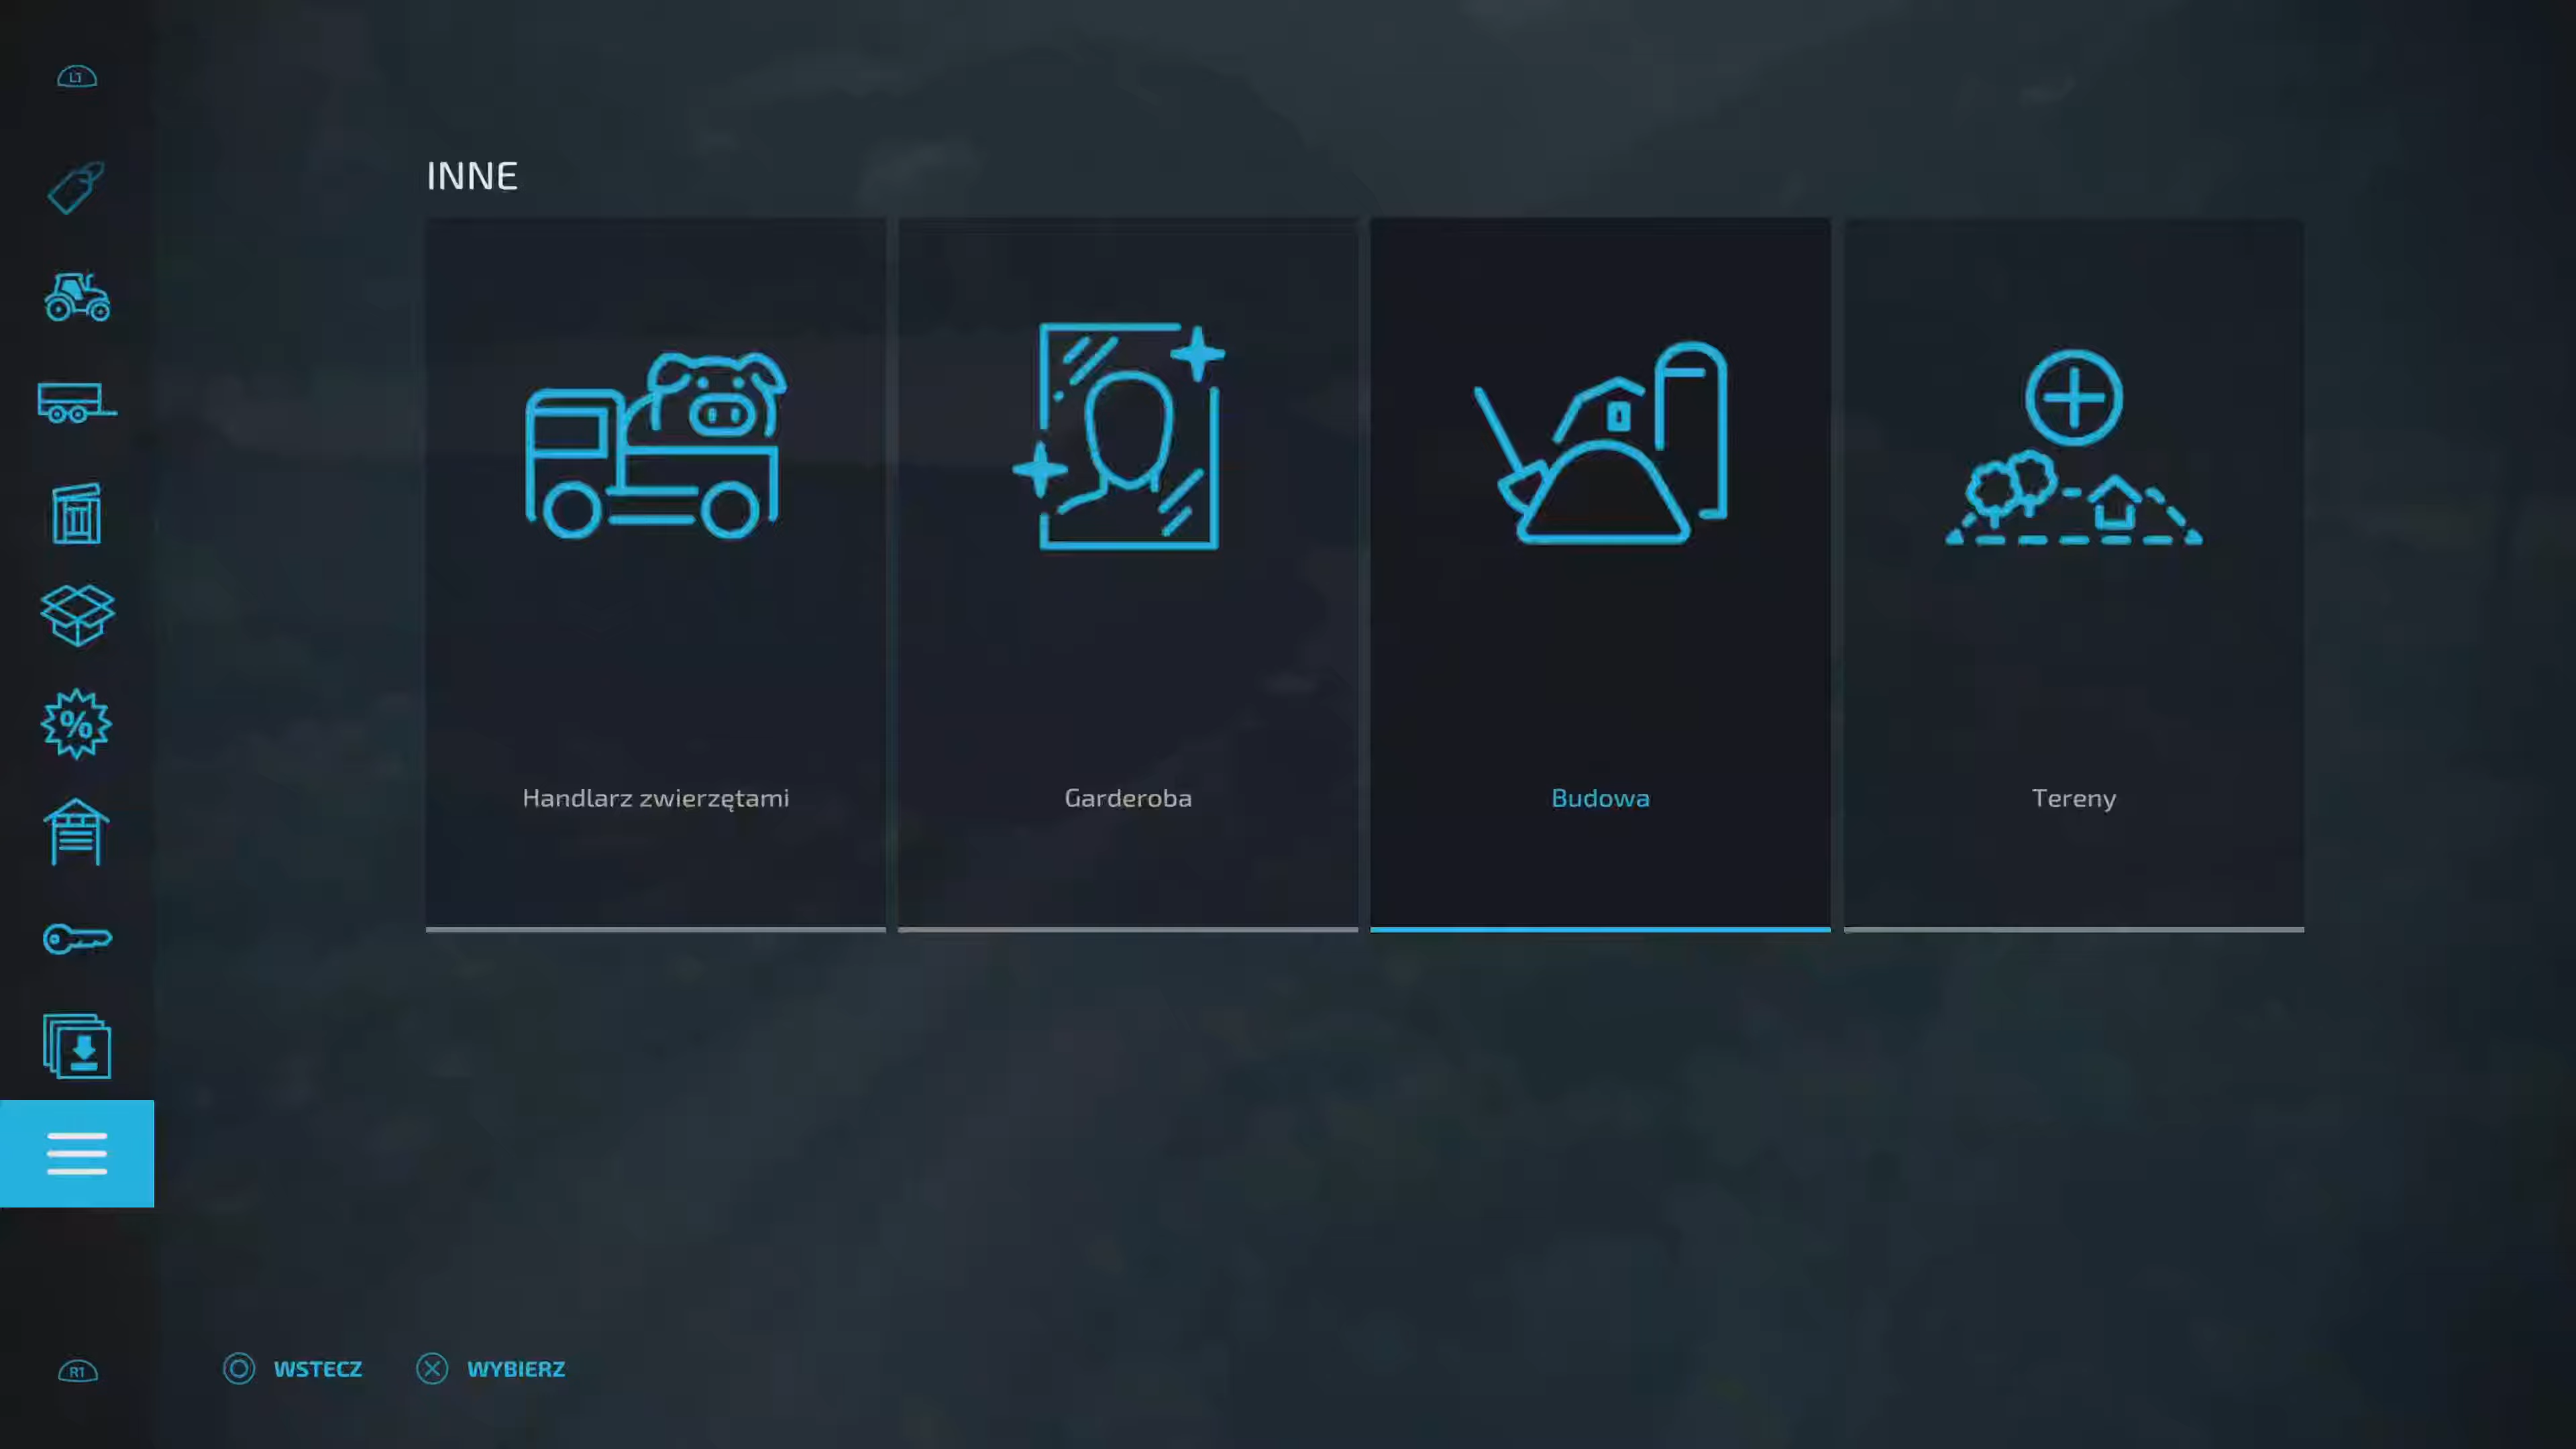 L1
INNE
Handlarz zwierzętami
Garderoba
Budowa
Tereny
%
R1
WSTECZ
WYBIERZ